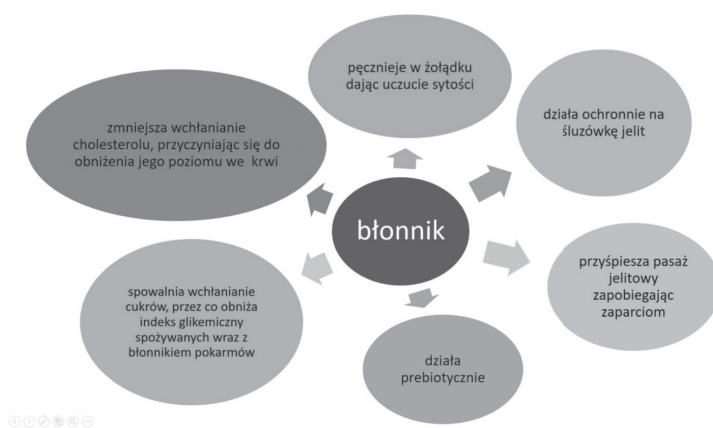 pęcznieje w żołądku
dając uczucie sytości
działa ochronnie na
śluzówkę jelit
zmniejsza wchłanianie
cholesterolu, przyczyniając się do
obniżenia jego poziomu we krwi
błonnik
przyśpiesza pasaż
jelitowy
zapobiegając
zaparciom
spowalnia wchłanianie
cukrów, przez co obniża
indeks glikemiczny
spożywanych wraz z
błonnikiem pokarmów
działa
prebiotycznie